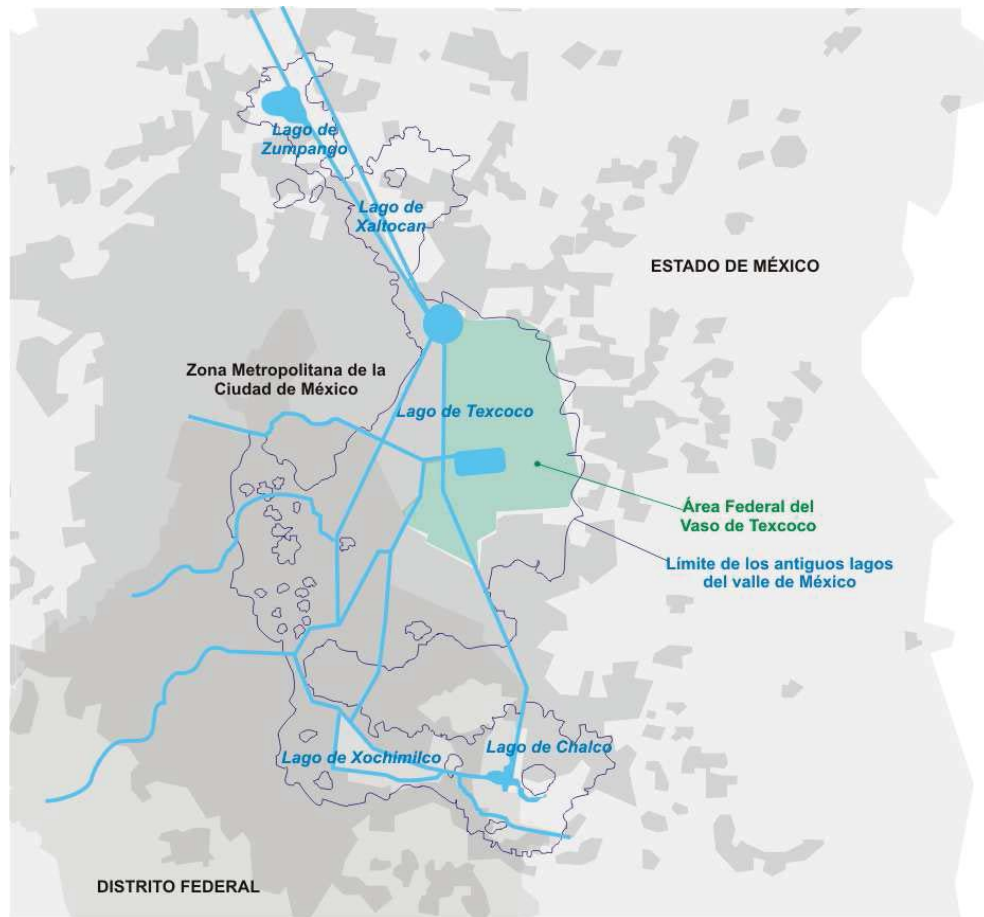 Lago de
Zumpango
Lago de
Xaltocan
ESTADO DE MÉXICO
Zona Metropolitana de la
Ciudad de México
Lago de Texcoco
Área Federal del
Vaso de Texcoco
Límite de los antiguos lagos
del valle de México
Lago de Xochimilco
Lago de Chalco
DISTRITO FEDERAL